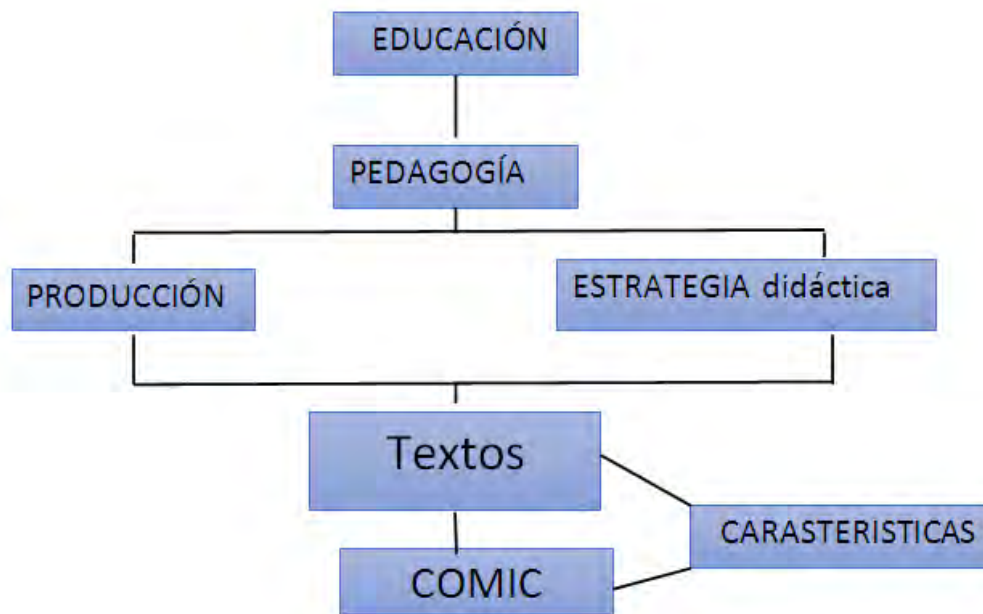 EDUCACIÓN
PEDAGOGÍA
PRODUCCIÓN
ESTRATEGIA didáctica
Textos
CARASTERISTICAS
COMIC